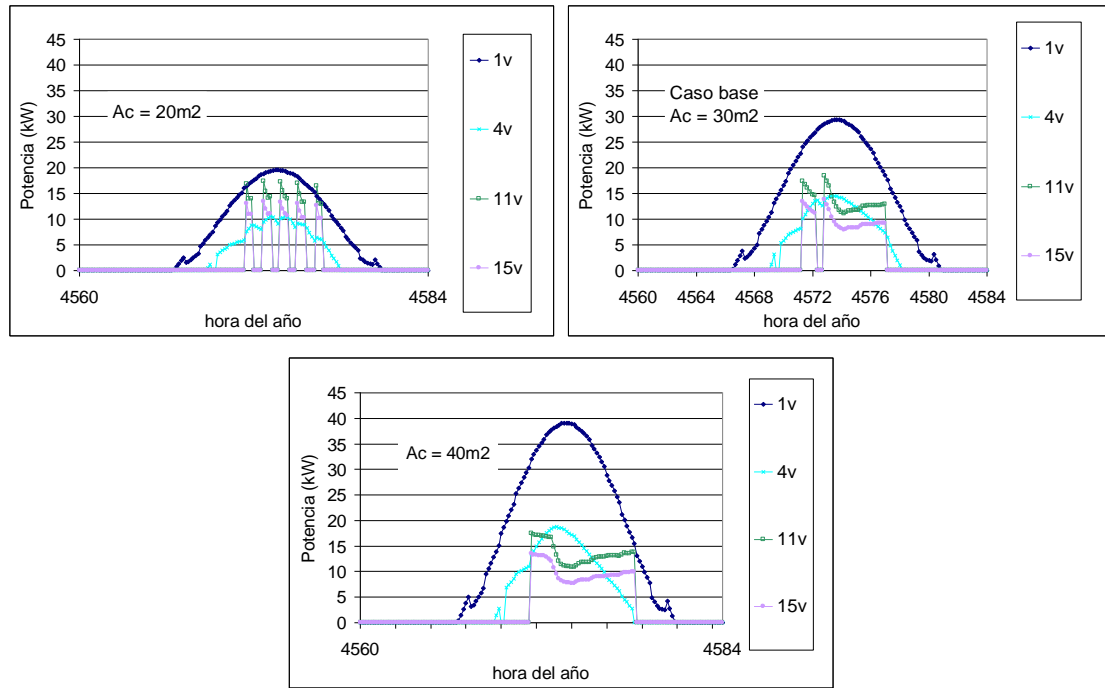 45
40
35
30
25
20
15
10
5
0
Potencia (kW)
Ac = 20m2
4560
4584
hora del año
1v
4v
11v
15v
45
40
35
30
25
20
15
10
5
0
Potencia (kW)
Caso base
Ac = 30m2
4560 4564 4568 4572 4576 4580 4584
hora del año
1v
4v
11v
15v
45
40
35
30
25
20
15
10
5
0
Potencia (kW)
Ac = 40m2
4560
4584
hora del año
1v
4v
11v
15v